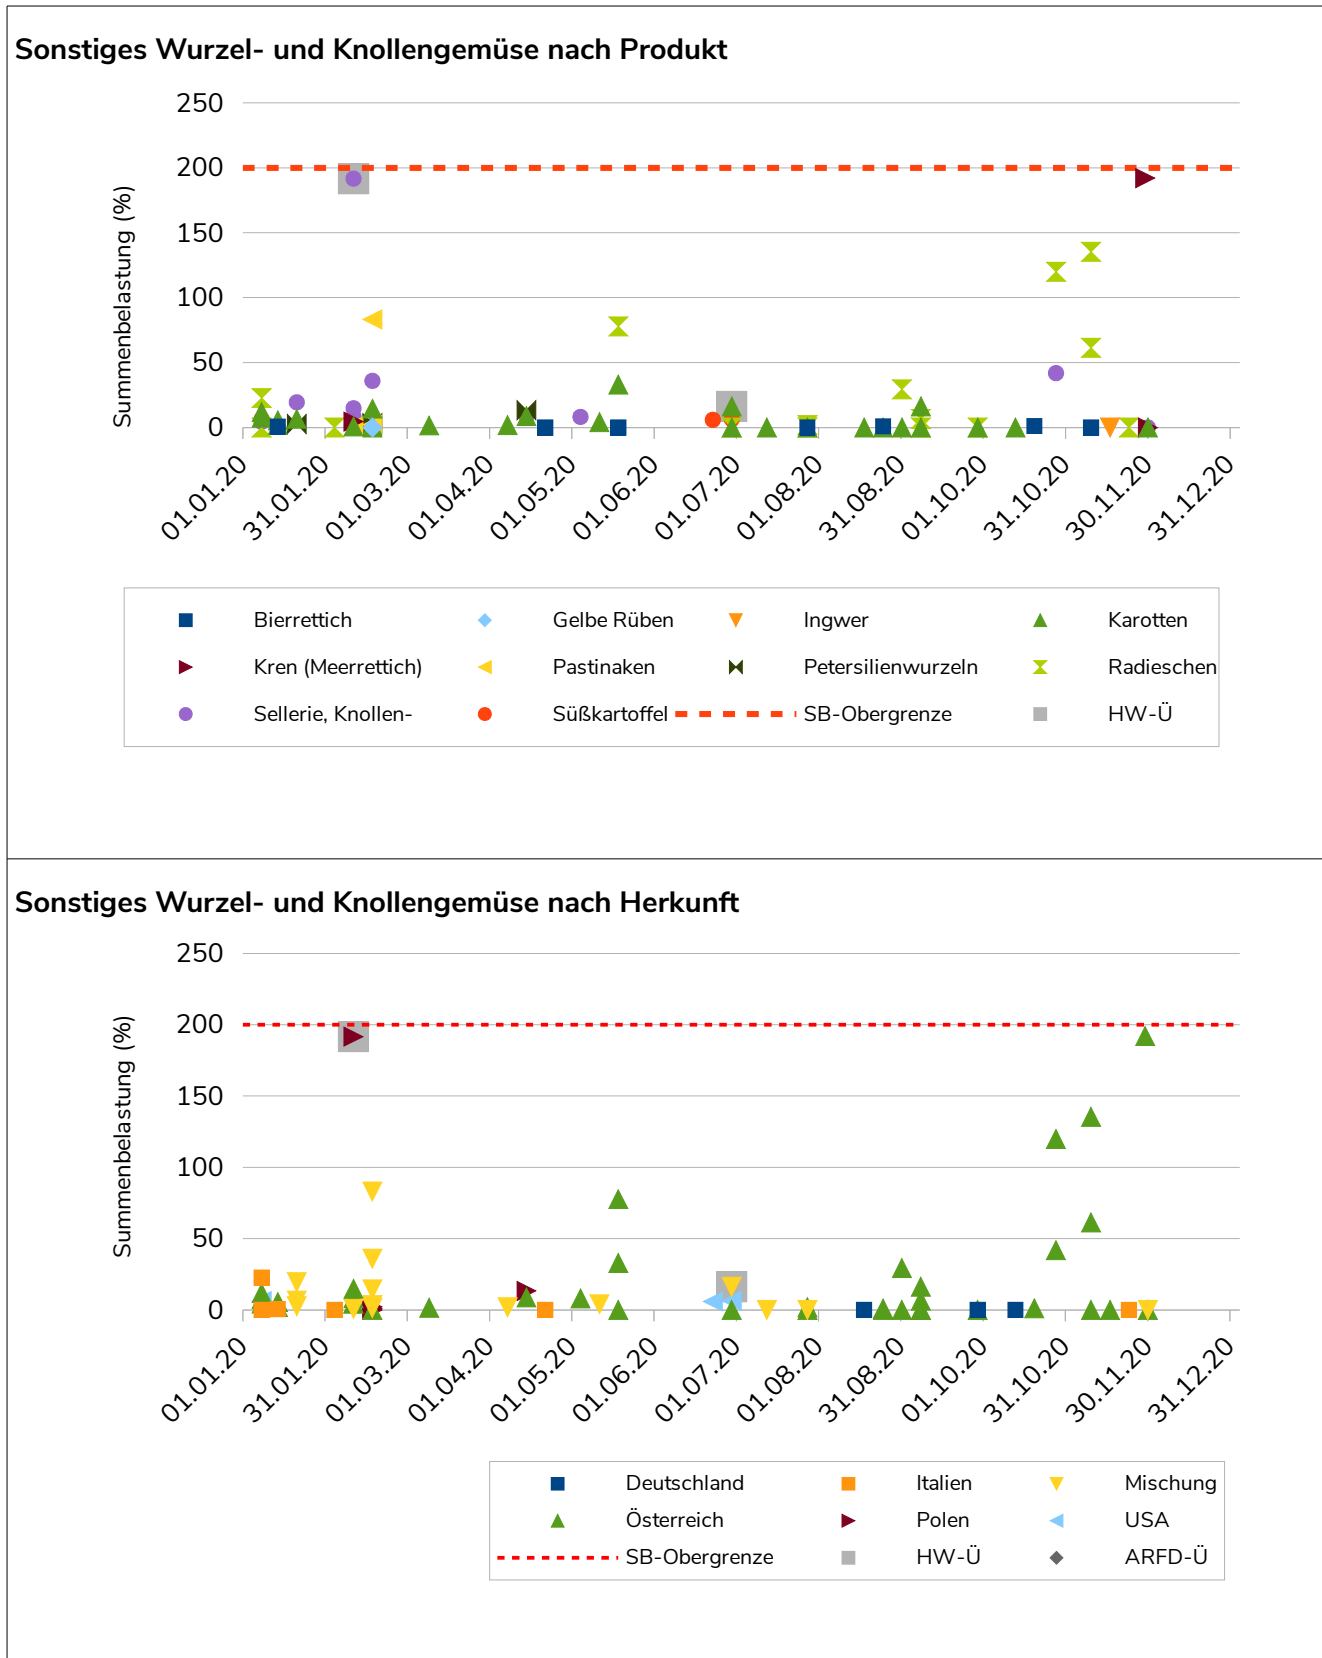 Sonstiges Wurzel- und Knollengemüse nach Produkt
Summenbelastung (%)
250
200
150
100
50
0
01.01.20 31.01.20 01.03.20 01.04.20 01.05.20 01.06.20 01.07.20 01.08.20 31.08.20 01.10.20 31.10.20 30.11.20 31.12.20
Bierrettich Gelbe Rüben Ingwer Karotten
Kren (Meerrettich) Pastinaken Petersilienwurzeln Radieschen
Sellerie, Knollen- Süßkartoffel SB-Obergrenze HW-Ü
Sonstiges Wurzel- und Knollengemüse nach Herkunft
Summenbelastung (%)
250
200
150
100
50
0
01.01.20 31.01.20 01.03.20 01.04.20 01.05.20 01.06.20 01.07.20 01.08.20 31.08.20 01.10.20 31.10.20 30.11.20 31.12.20
Deutschland Italien Mischung
Österreich Polen USA
SB-Obergrenze HW-Ü ARFD-Ü